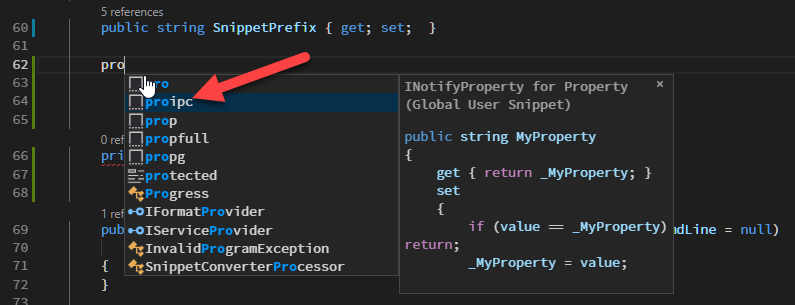 5 references
60 public string SnippetPrefix { get; set; }
61
62 pro
63 pro
64 proipc
65 prop
propfull
0 ref
66 pri propg
67 protected
68 Progress
IFormatProvider
1 ref
69 pu IServiceProvider ndLine = null)
70 InvalidProgramException
71 { SnippetConverterProcessor
72 }
73
INotifyProperty for Property ×
(Global User Snippet)
public string MyProperty
{
get { return _MyProperty; }
set
{
if (value == _MyProperty)
return;
_MyProperty = value;